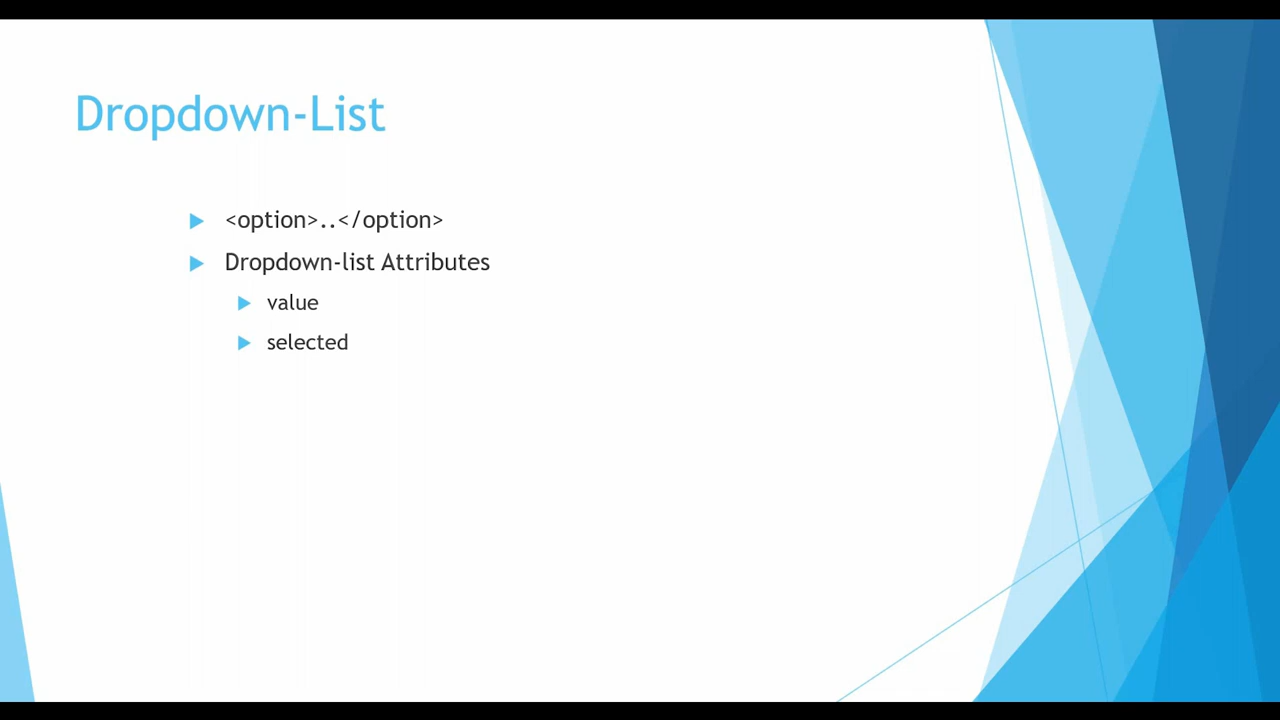 Dropdown-List
<option>..</option>
Dropdown-list Attributes
value
selected